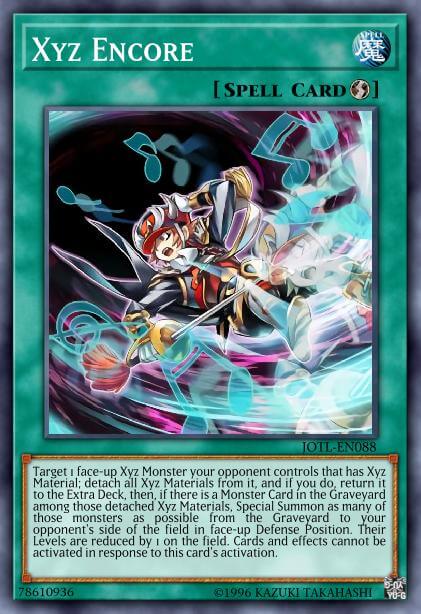 Xyz Encore
SPELL
魔
[Spell Card]
JOTL-EN088
Target 1 face-up Xyz Monster your opponent controls that has Xyz
Material; detach all Xyz Materials from it, and if you do, return it
to the Extra Deck, then, if there is a Monster Card in the Graveyard
among those detached Xyz Materials, Special Summon as many of
those monsters as possible from the Graveyard to your
opponent's side of the field in face-up Defense Position. Their
Levels are reduced by 1 on the field. Cards and effects cannot be
activated in response to this card's activation.
78610936
©1996 KAZUKI TAKAHASHI